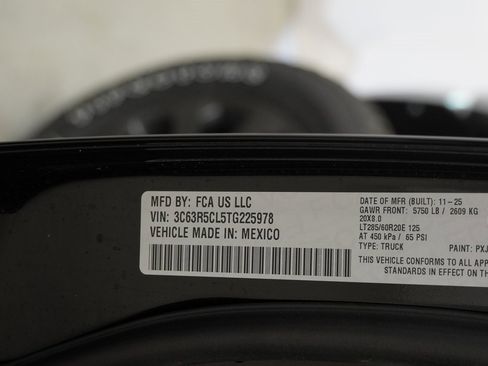 MFD BY: FCA US LLC
VIN: 3C63R5CL5TG225978
VEHICLE MADE IN: MEXICO
DATE OF MFR (BUILT): 11-25
GAWR FRONT: 5750 LB / 2609 KG
20X8.0
LT285/60R20E 125
AT 450 kPa / 65 PSI
TYPE: TRUCK PAINT: PXJ
THIS VEHICLE CONFORMS TO ALL APP
STANDARDS IN EFFECT ON THE